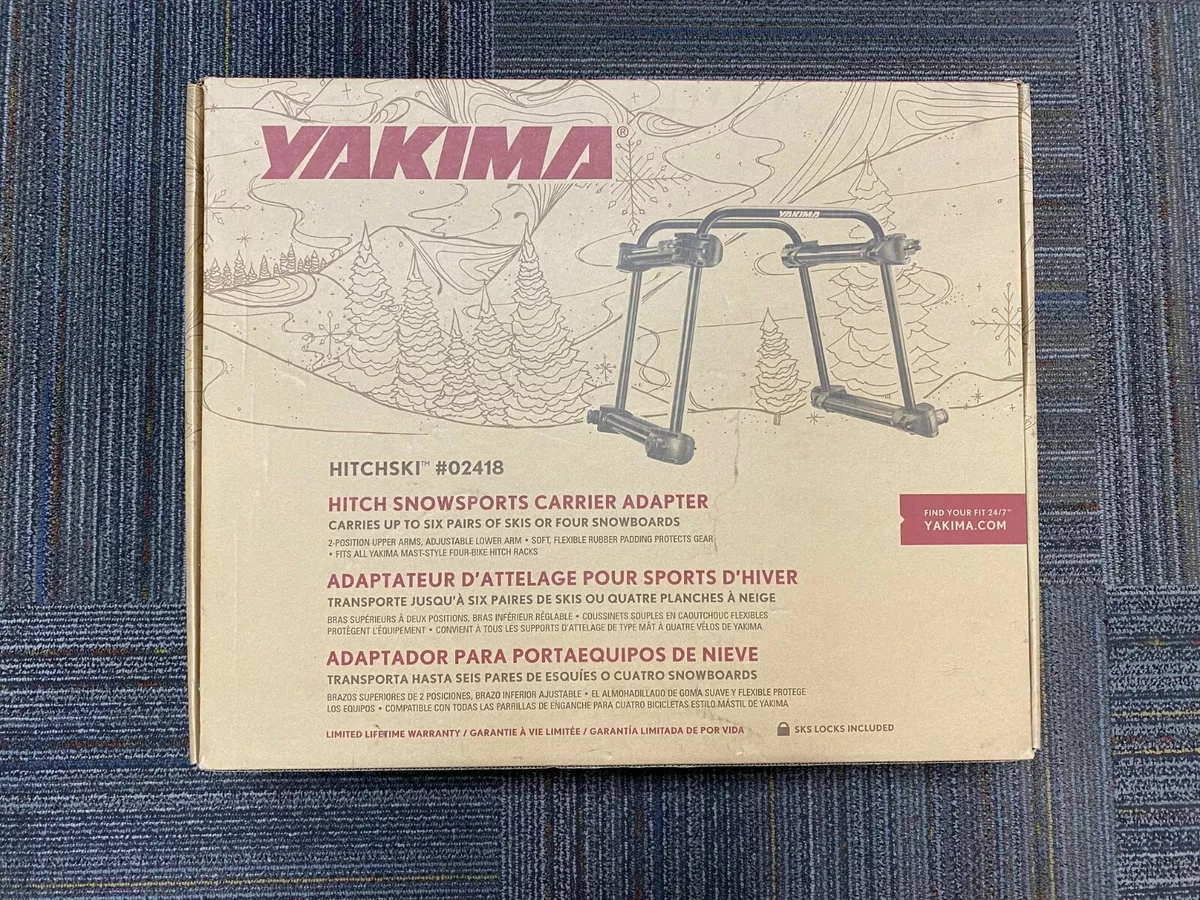 YAKIMA®
YAKIMA
HITCHSKI™ #02418
HITCH SNOWSPORTS CARRIER ADAPTER
CARRIES UP TO SIX PAIRS OF SKIS OR FOUR SNOWBOARDS
2-POSITION UPPER ARMS, ADJUSTABLE LOWER ARM • SOFT, FLEXIBLE RUBBER PADDING PROTECTS GEAR
• FITS ALL YAKIMA MAST-STYLE FOUR-BIKE HITCH RACKS
FIND YOUR FIT 24/7™
YAKIMA.COM
ADAPTATEUR D'ATTELAGE POUR SPORTS D'HIVER
TRANSPORTE JUSQU'À SIX PAIRES DE SKIS OU QUATRE PLANCHES À NEIGE
BRAS SUPÉRIEURS À DEUX POSITIONS, BRAS INFÉRIEUR RÉGLABLE • COUSSINETS SOUPLES EN CAOUTCHOUC FLEXIBLES
PROTÈGENT L'ÉQUIPEMENT • CONVIENT À TOUS LES SUPPORTS D'ATTELAGE DE TYPE MÂT À QUATRE VÉLOS DE YAKIMA.
ADAPTADOR PARA PORTAEQUIPOS DE NIEVE
TRANSPORTA HASTA SEIS PARES DE ESQUÍES O CUATRO SNOWBOARDS
BRAZOS SUPERIORES DE 2 POSICIONES, BRAZO INFERIOR AJUSTABLE • EL ALMOHADILLADO DE GOMA SUAVE Y FLEXIBLE PROTEGE
LOS EQUIPOS • COMPATIBLE CON TODAS LAS PARRILLAS DE ENGANCHE PARA CUATRO BICICLETAS ESTILO MÁSTIL DE YAKIMA
LIMITED LIFETIME WARRANTY / GARANTIE À VIE LIMITÉE / GARANTÍA LIMITADA DE POR VIDA
SKS LOCKS INCLUDED